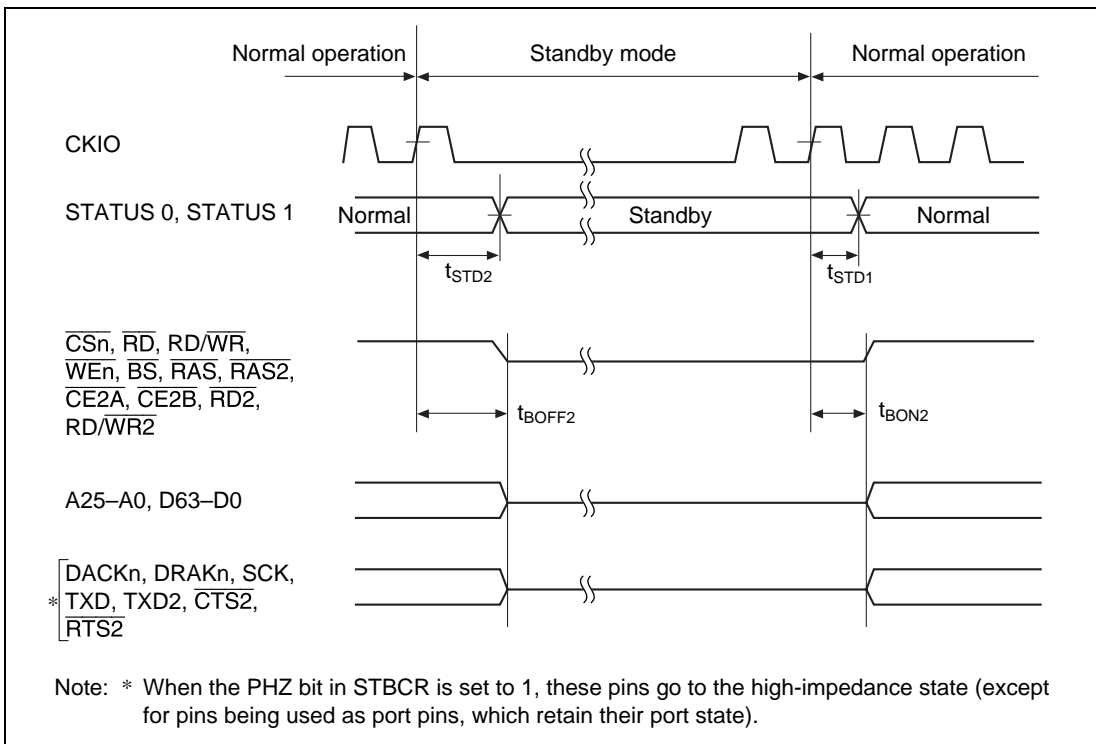 Normal operation Standby mode Normal operation
CKIO
STATUS 0, STATUS 1 Normal Standby Normal
tSTD2 tSTD1
CSn, RD, RD/WR,
WEn, BS, RAS, RAS2,
CE2A, CE2B, RD2,
RD/WR2
tBOFF2 tBON2
A25–A0, D63–D0
DACKn, DRAKn, SCK,
* TXD, TXD2, CTS2,
RTS2
Note: * When the PHZ bit in STBCR is set to 1, these pins go to the high-impedance state (except
for pins being used as port pins, which retain their port state).